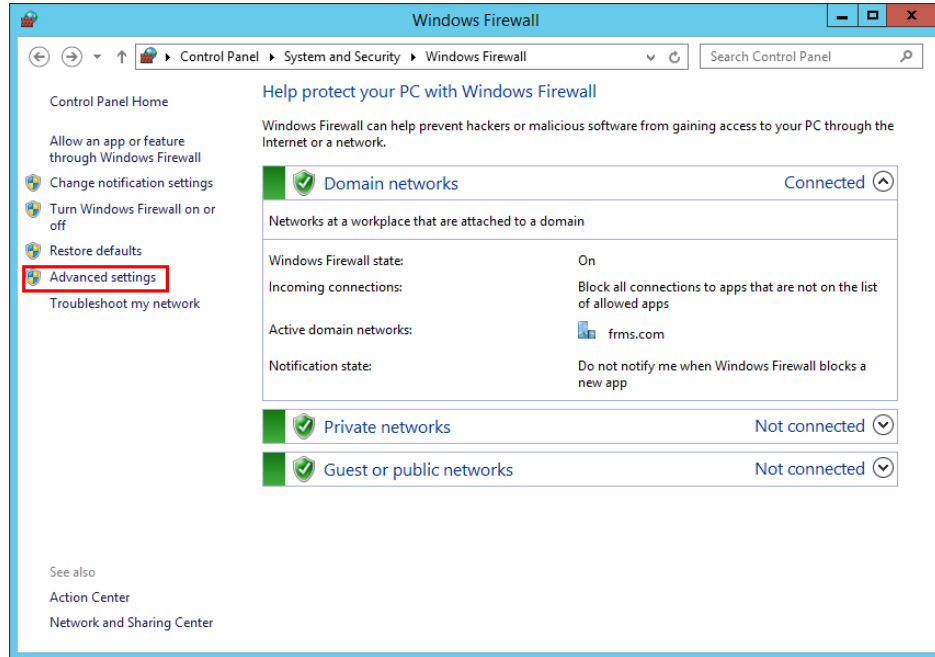 Windows Firewall
Control Panel ▸ System and Security ▸ Windows Firewall
Search Control Panel
Control Panel Home
Allow an app or feature
through Windows Firewall
Change notification settings
Turn Windows Firewall on or
off
Restore defaults
Advanced settings
Troubleshoot my network
See also
Action Center
Network and Sharing Center
Help protect your PC with Windows Firewall
Windows Firewall can help prevent hackers or malicious software from gaining access to your PC through the
Internet or a network.
Domain networks
Connected
Networks at a workplace that are attached to a domain
Windows Firewall state:
On
Incoming connections:
Block all connections to apps that are not on the list
of allowed apps
Active domain networks:
frms.com
Notification state:
Do not notify me when Windows Firewall blocks a
new app
Private networks
Not connected
Guest or public networks
Not connected